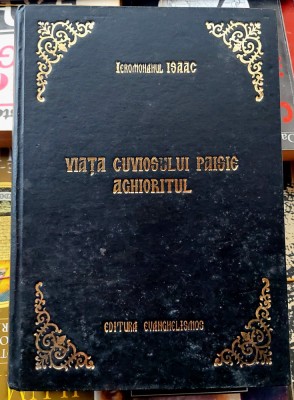 Ieromonahul ISAAC
VIAȚA CUVIOSULUI PAISIE
AGHIORITUL
EDITURA EVANGHELISMOS